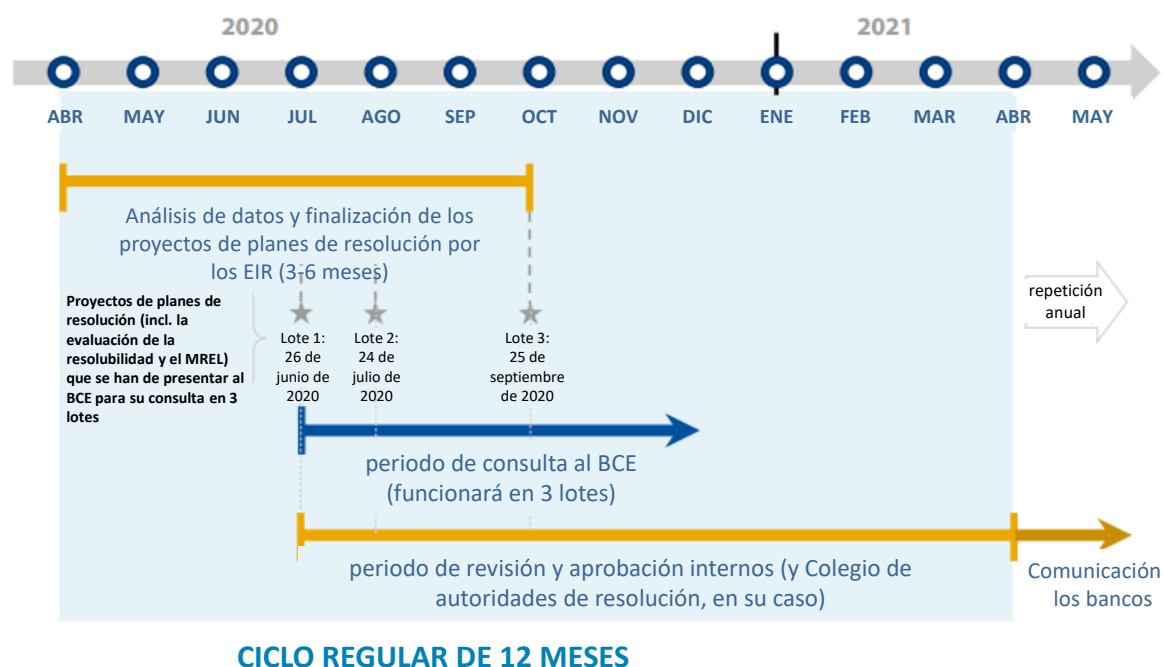 2020
2021
ABR
MAY
JUN
JUL
AGO
SEP
OCT
NOV
DIC
ENE
FEB
MAR
ABR
MAY
Análisis de datos y finalización de los
proyectos de planes de resolución por
los EIR (3-6 meses)
Proyectos de planes de
resolución (incl. la
evaluación de la
resolubilidad y el MREL)
que se han de presentar al
BCE para su consulta en 3
lotes
Lote 1:
26 de
junio de
2020
Lote 2:
24 de
julio de
2020
Lote 3:
25 de
septiembre
de 2020
repetición
anual
periodo de consulta al BCE
(funcionará en 3 lotes)
periodo de revisión y aprobación internos (y Colegio de
autoridades de resolución, en su caso)
Comunicación
los bancos
CICLO REGULAR DE 12 MESES